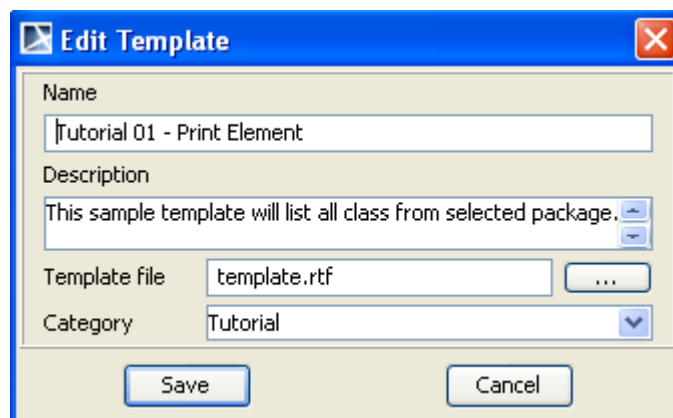 Edit Template
Name
Tutorial 01 - Print Element
Description
This sample template will list all class from selected package.
Template file template.rtf ...
Category Tutorial
Save Cancel